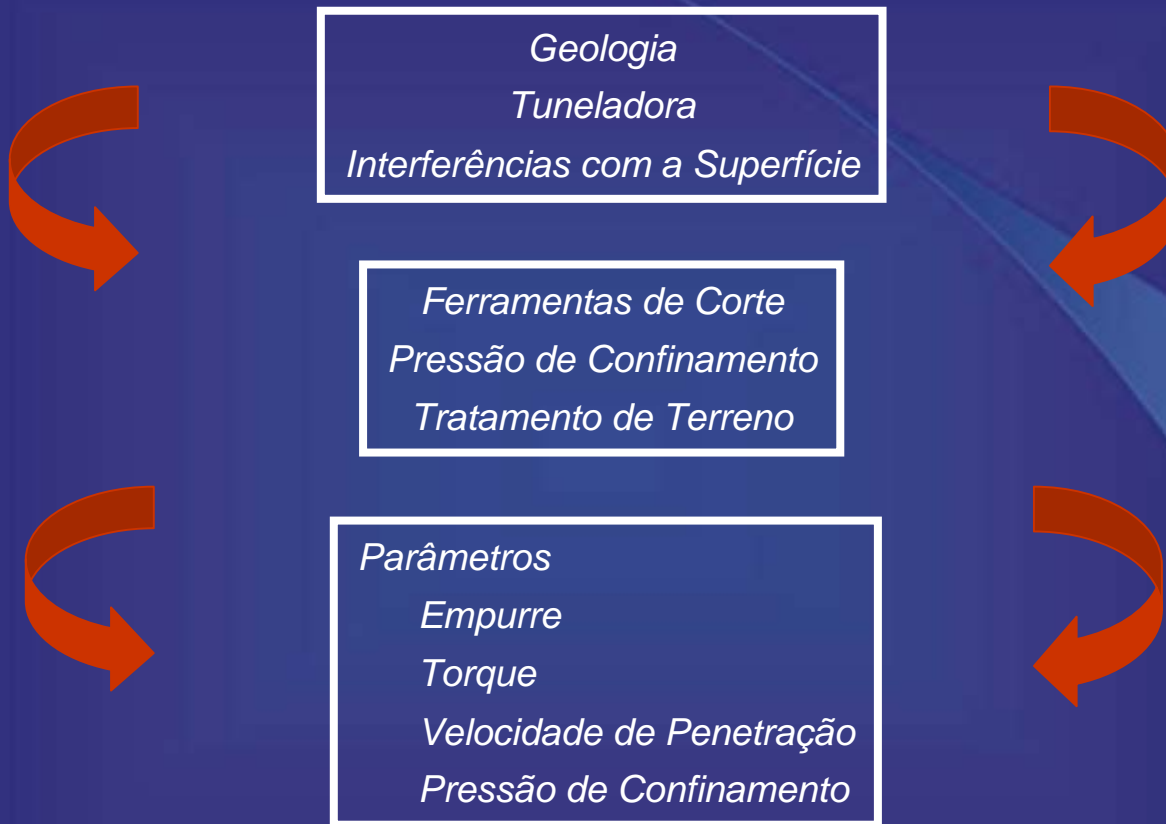 Geologia
Tuneladora
Interferências com a Superfície
Ferramentas de Corte
Pressão de Confinamento
Tratamento de Terreno
Parâmetros
Empurre
Torque
Velocidade de Penetração
Pressão de Confinamento